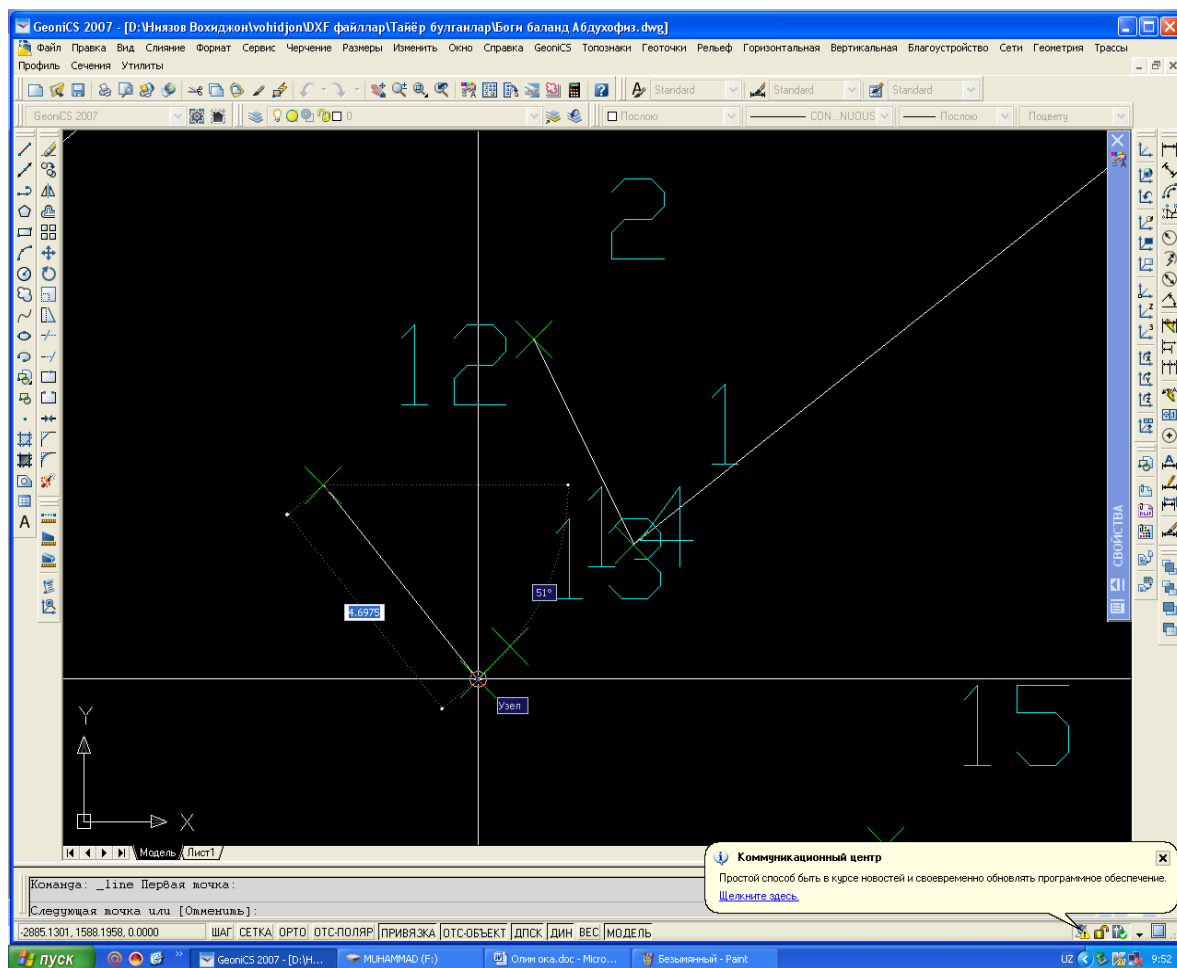 GeoniCS 2007 - [D:\Ниязов Вохиджон\vohidjon\DXF файллар\Тайёр булганлар\Боги баланд Абдухофиз.dwg]
Файл Правка Вид Слияние Формат Сервис Черчение Размеры Изменить Окно Справка GeoniCS Топознаки Геоточки Рельеф Горизонтальная Вертикальная Благоустройство Сети Геометрия Трассы
Профиль Сечения Утилиты
Standard Standard Standard
GeoniCS 2007 0 Послою CON...NUOUS Послою Поцвету
2
12
1
14
13
СВОЙСТВА
51°
4.6975
Узел
15
Y
X
Модель Лист1
Коммуникационный центр
Простой способ быть в курсе новостей и своевременно обновлять программное обеспечение.
Щелкните здесь.
Команда: _line Первая точка:
Следующая точка или [Отменить]:
-2885.1301, 1588.1958, 0.0000 ШАГ СЕТКА ОРТО ОТС-ПОЛЯР ПРИВЯЗКА ОТС-ОБЪЕКТ ДПСК ДИН ВЕС МОДЕЛЬ
пуск GeoniCS 2007 - [D:\Н... MUHAMMAD (F:) Олим ока.doc - Micro... Безымянный - Paint UZ 9:52